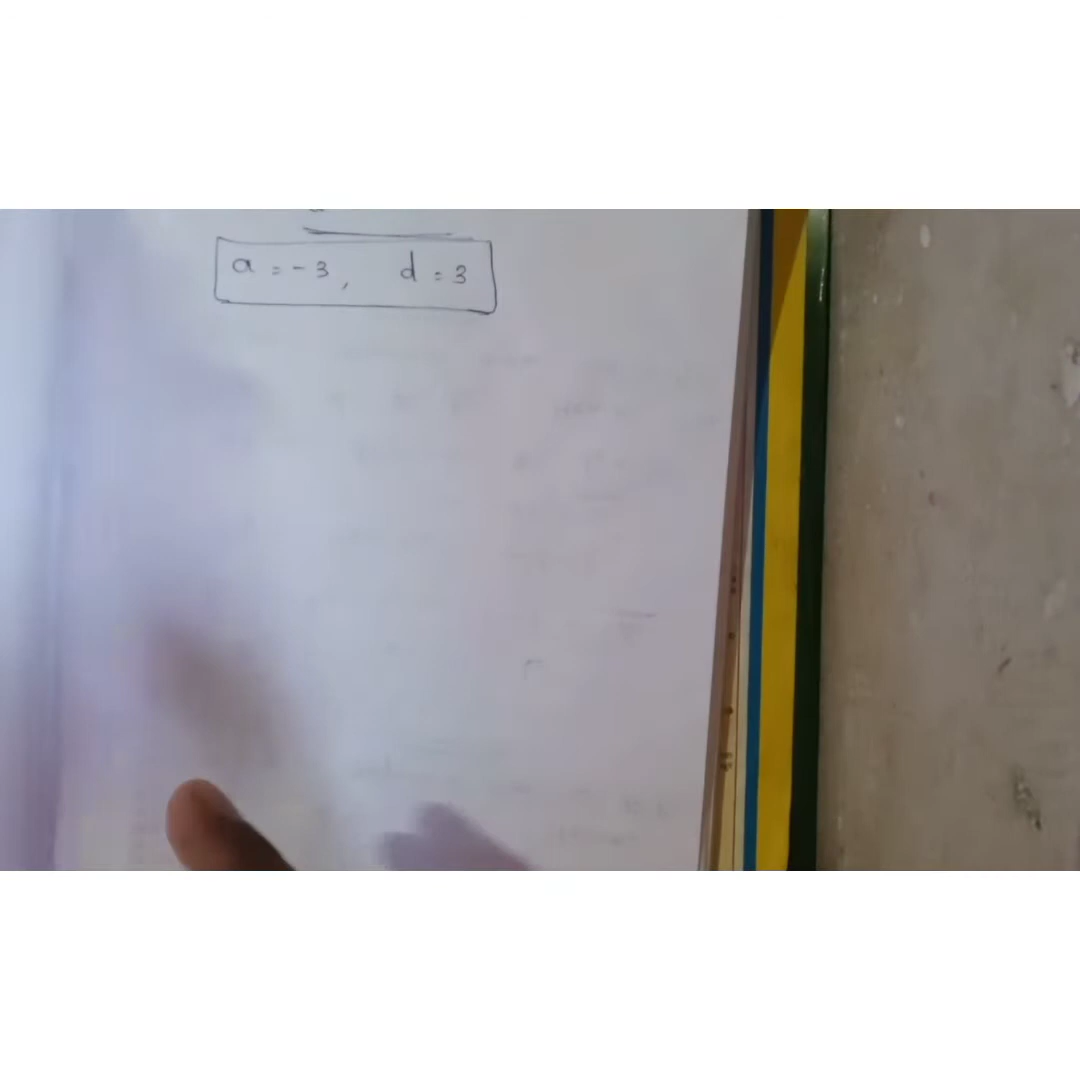 a = -3, d = 3